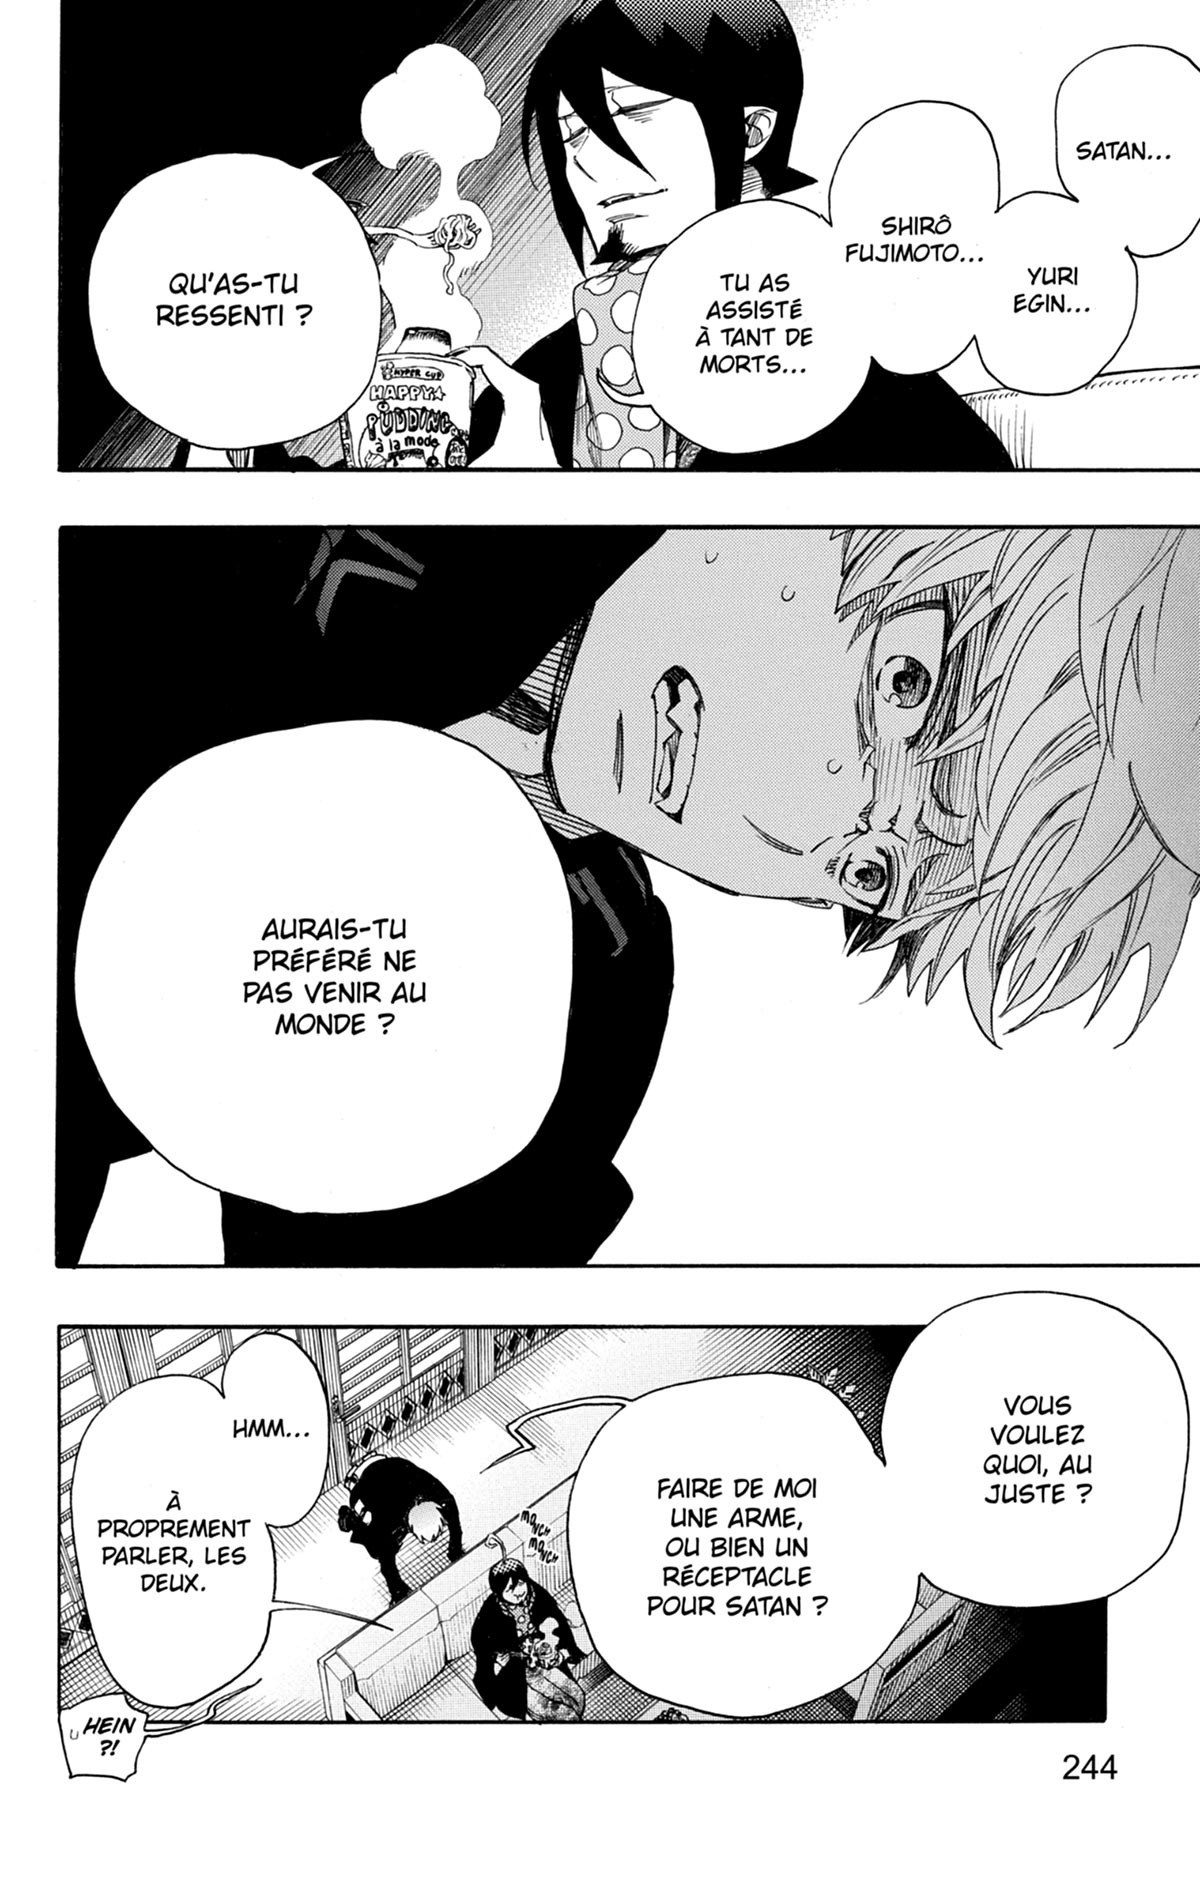 SATAN...
YURI
EGIN...
SHIRÔ
FUJIMOTO...
TU AS
ASSISTÉ
À TANT DE
MORTS...
QU'AS-TU
RESSENTI ?
HYPER CUP
HAPPY
PUDDING
à la mode
AURAIS-TU
PRÉFÉRÉ NE
PAS VENIR AU
MONDE ?
VOUS
VOULEZ
QUOI, AU
JUSTE ?
FAIRE DE MOI
UNE ARME,
OU BIEN UN
RÉCEPTACLE
POUR SATAN ?
MONCH
MONCH
HMM...
À
PROPREMENT
PARLER, LES
DEUX.
HEIN
?!
244